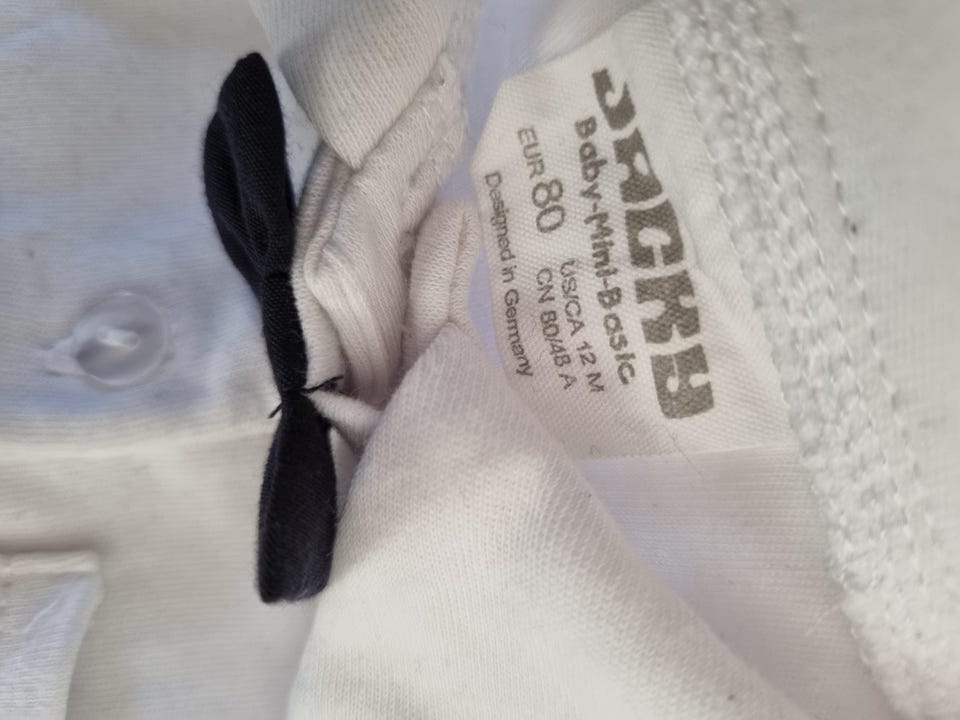 JACKY
Baby-Mini-Basic
EUR 80 US/CA 12 M
CN 80/48 A
Designed in Germany